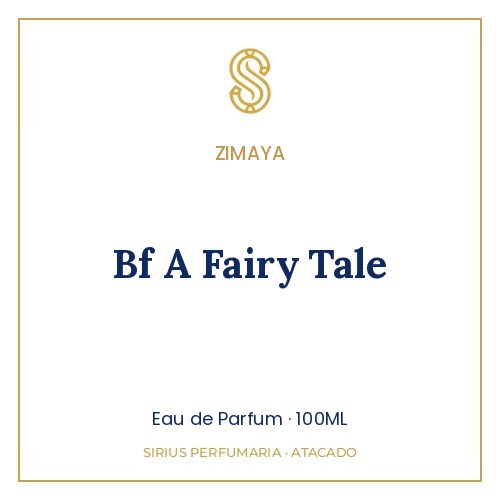 ZIMAYA
Bf A Fairy Tale
Eau de Parfum · 100ML
SIRIUS PERFUMARIA · ATACADO